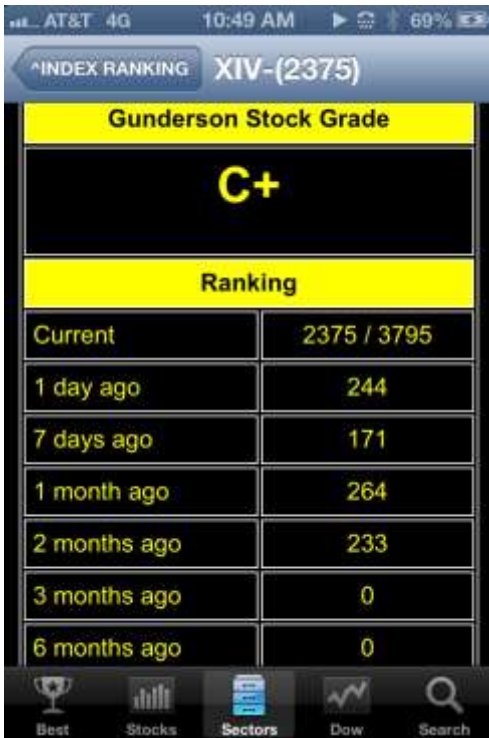 AT&T 4G 10:49 AM 69%
^INDEX RANKING XIV-(2375)
Gunderson Stock Grade
C+
Ranking
Current 2375 / 3795
1 day ago 244
7 days ago 171
1 month ago 264
2 months ago 233
3 months ago 0
6 months ago 0
Best Stocks Sectors Dow Search